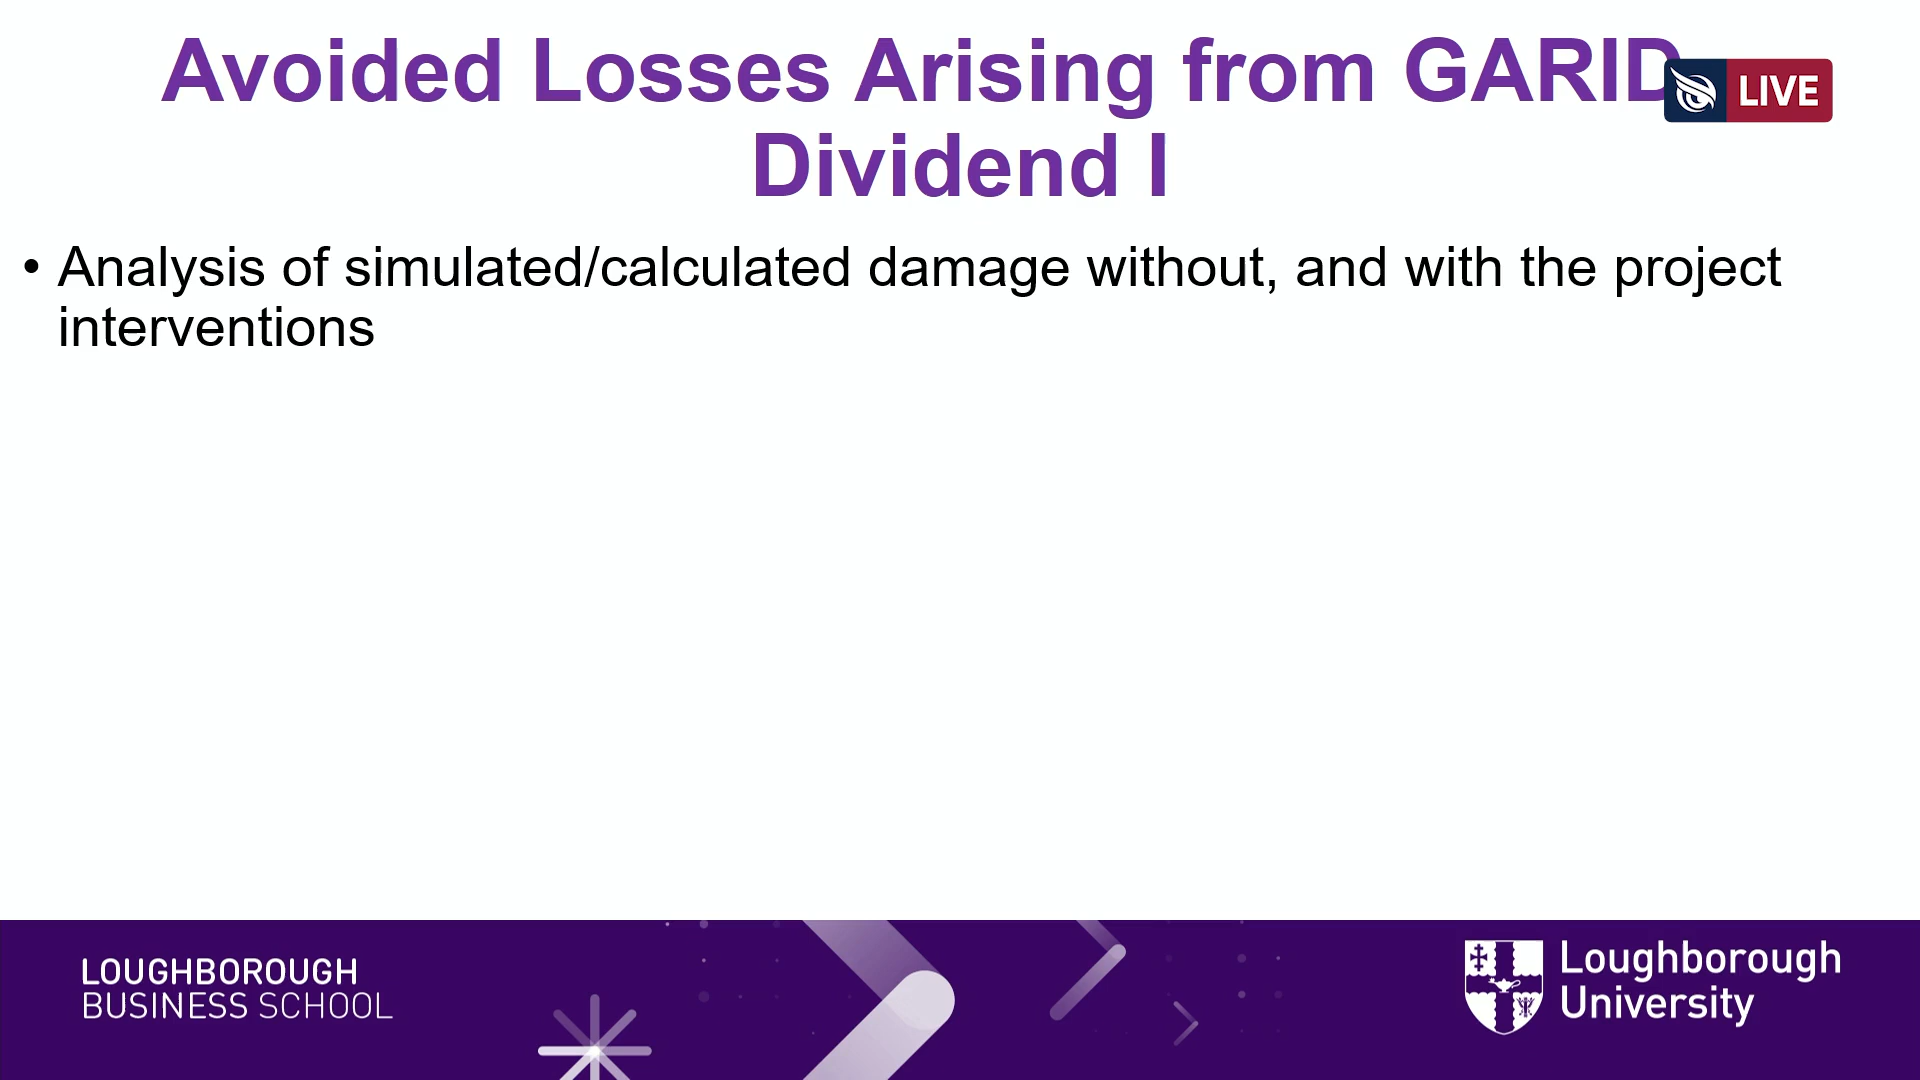 Avoided Losses Arising from GARID
LIVE
Dividend I
• Analysis of simulated/calculated damage without, and with the project
interventions
LOUGHBOROUGH
BUSINESS SCHOOL
Loughborough
University